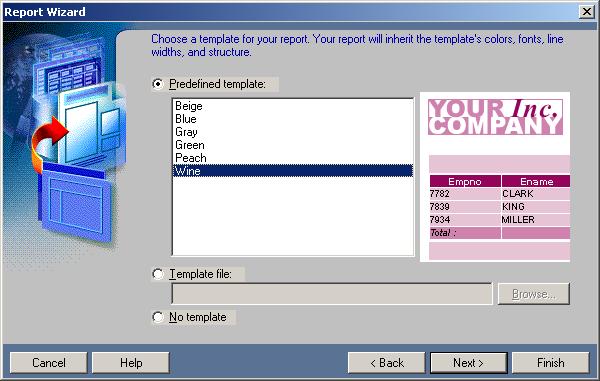 Report Wizard
Choose a template for your report. Your report will inherit the template's colors, fonts, line
widths, and structure.
Predefined template:
Beige
Blue
Gray
Green
Peach
Wine
YOUR Inc,
COMPANY
Empno Ename
7782 CLARK
7839 KING
7934 MILLER
Total :
Template file:
Browse...
No template
Cancel Help < Back Next > Finish